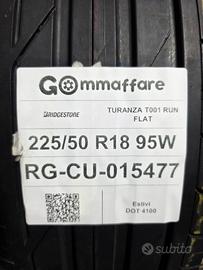 GOmmaffare
BRIDGESTONE
TURANZA T001 RUN
FLAT
225/50 R18 95W
RG-CU-015477
Estivi
DOT 4100
subito